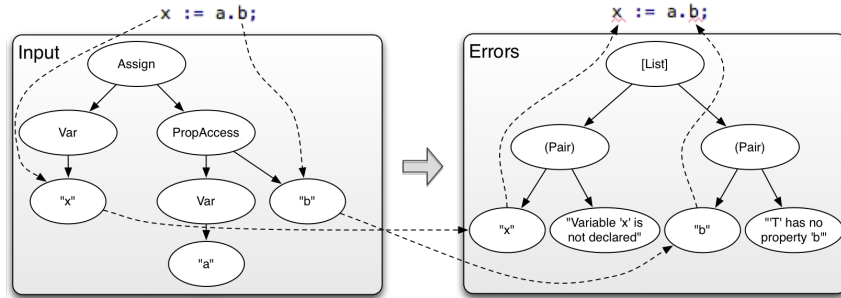 x := a.b;
x := a.b;
Input
Errors
Assign
[List]
Var
PropAccess
(Pair)
(Pair)
"x"
Var
"b"
"x"
"Variable 'x' is
not declared"
"b"
"'T' has no
property 'b'"
"a"